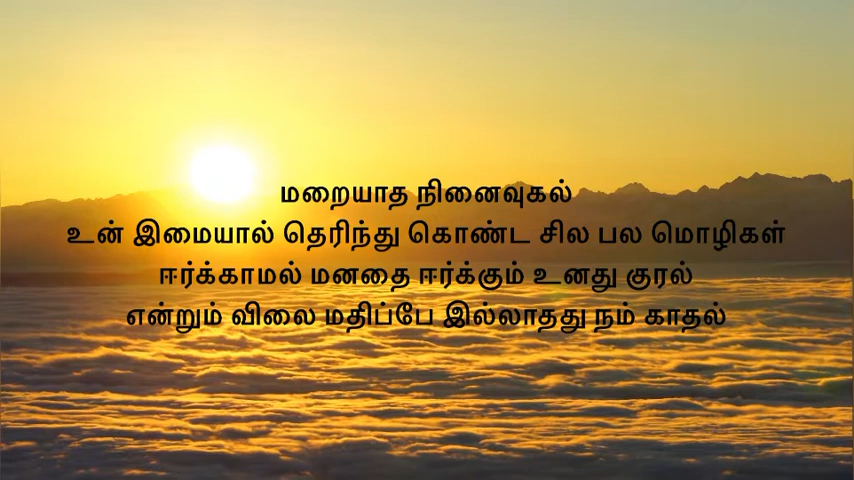 மறையாத நினைவுகல்
உன் இமையால் தெரிந்து கொண்ட சில பல மொழிகள்
ஈர்க்காமல் மனதை ஈர்க்கும் உனது குரல்
என்றும் விலை மதிப்பே இல்லாதது நம் காதல்